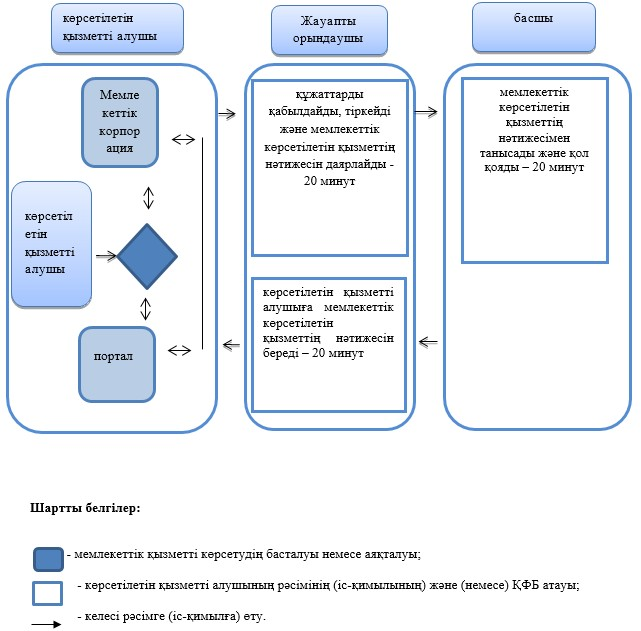 көрсетілетін
қызметті алушы
Жауапты
орындаушы
басшы
Мемле
кеттік
корпор
ация
көрсетіл
етін
қызметті
алушы
портал
құжаттарды
қабылдайды, тіркейді
және мемлекеттік
көрсетілетін қызметтің
нәтижесін даярлайды -
20 минут
көрсетілетін қызметті
алушыға мемлекеттік
көрсетілетін
қызметтің нәтижесін
береді – 20 минут
мемлекеттік
көрсетілетін
қызметтің
нәтижесімен
танысады және қол
қояды – 20 минут
Шартты белгілер:
- мемлекеттік қызметті көрсетудің басталуы немесе аяқталуы;
- көрсетілетін қызметті алушының рәсімінің (іс-қимылының) және (немесе) ҚФБ атауы;
- келесі рәсімге (іс-қимылға) өту.